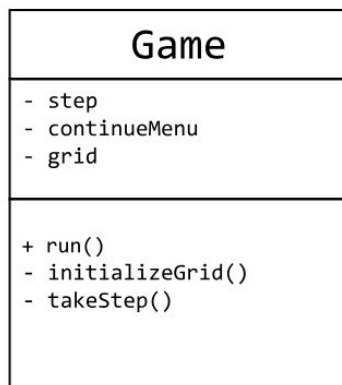 Game
- step
- continueMenu
- grid
+ run()
- initializeGrid()
- takeStep()